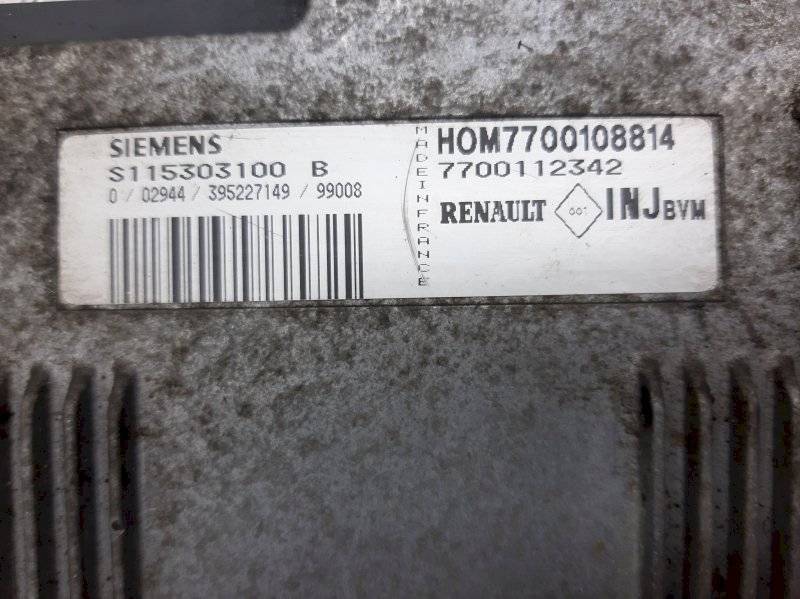 SIEMENS
S115303100 B
0 / 02944 / 395227149 / 99008
MADE IN FRANCE
HOM7700108814
7700112342
RENAULT 001 INJ BVM